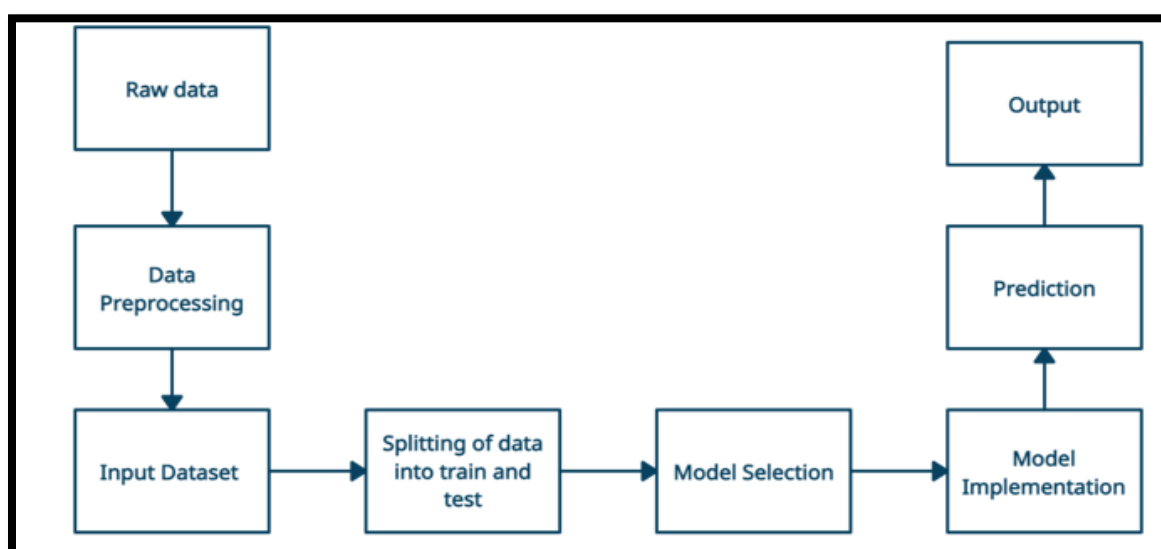 Raw data
Data
Preprocessing
Input Dataset
Splitting of data
into train and
test
Model Selection
Model
Implementation
Prediction
Output